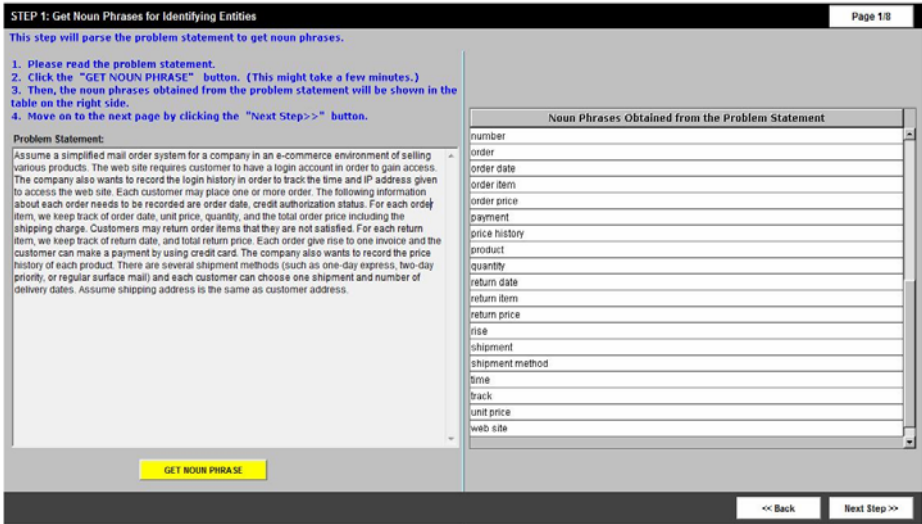 STEP 1: Get Noun Phrases for Identifying Entities
Page 1/8
This step will parse the problem statement to get noun phrases.
1. Please read the problem statement.
2. Click the "GET NOUN PHRASE" button. (This might take a few minutes.)
3. Then, the noun phrases obtained from the problem statement will be shown in the
table on the right side.
4. Move on to the next page by clicking the "Next Step>>" button.
Problem Statement:
Assume a simplified mail order system for a company in an e-commerce environment of selling
various products. The web site requires customer to have a login account in order to gain access.
The company also wants to record the login history in order to track the time and IP address given
to access the web site. Each customer may place one or more order. The following information
about each order needs to be recorded are order date, credit authorization status. For each order
item, we keep track of order date, unit price, quantity, and the total order price including the
shipping charge. Customers may return order items that they are not satisfied. For each return
item, we keep track of return date, and total return price. Each order give rise to one invoice and the
customer can make a payment by using credit card. The company also wants to record the price
history of each product. There are several shipment methods (such as one-day express, two-day
priority, or regular surface mail) and each customer can choose one shipment and number of
delivery dates. Assume shipping address is the same as customer address.
GET NOUN PHRASE
Noun Phrases Obtained from the Problem Statement
number
order
order date
order item
order price
payment
price history
product
quantity
return date
return item
return price
rise
shipment
shipment method
time
track
unit price
web site
<< Back
Next Step >>